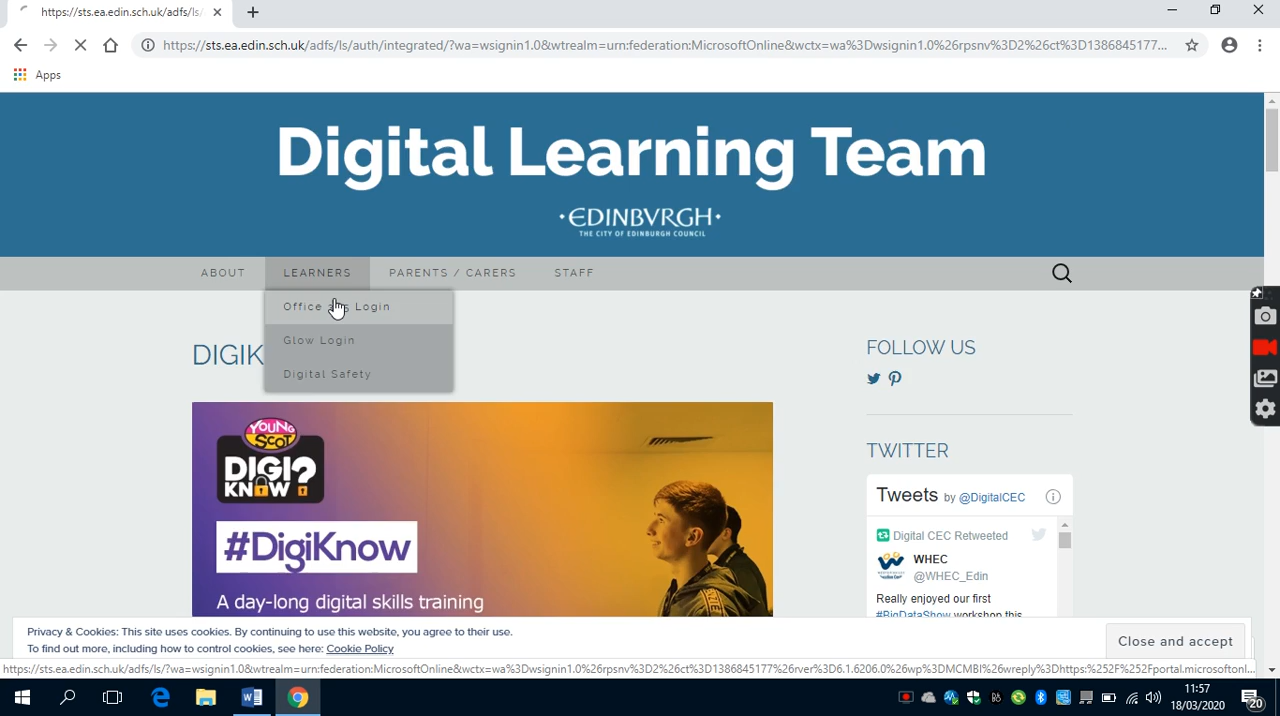 https://sts.ea.edin.sch.uk/adfs/ls/
https://sts.ea.edin.sch.uk/adfs/ls/auth/integrated/?wa=wsignin1.0&wtrealm=urn:federation:MicrosoftOnline&wctx=wa%3Dwsignin1.0%26rpsnv%3D2%26ct%3D1386845177...
Apps
Digital Learning Team
•EDINBVRGH•
THE CITY OF EDINBURGH COUNCIL
ABOUT LEARNERS PARENTS / CARERS STAFF
Office Login
Glow Login
Digital Safety
DIGIK
FOLLOW US
YOUNG
SCOT
DIGI
KNOW?
#DigiKnow
A day-long digital skills training
TWITTER
Tweets by @DigitalCEC
Digital CEC Retweeted
WHEC
@WHEC_Edin
Really enjoyed our first
#BigDataShow workshop this
Privacy & Cookies: This site uses cookies. By continuing to use this website, you agree to their use.
To find out more, including how to control cookies, see here: Cookie Policy
Close and accept
https://sts.ea.edin.sch.uk/adfs/ls/?wa=wsignin1.0&wtrealm=urn:federation:MicrosoftOnline&wctx=wa%3Dwsignin1.0%26rpsnv%3D2%26ct%3D1386845177%26rver%3D6.1.6206.0%26wp%3DMCMBI%26wreply%3Dhttps:%252F%252Fportal.microsoftonl...
11:57
18/03/2020
20